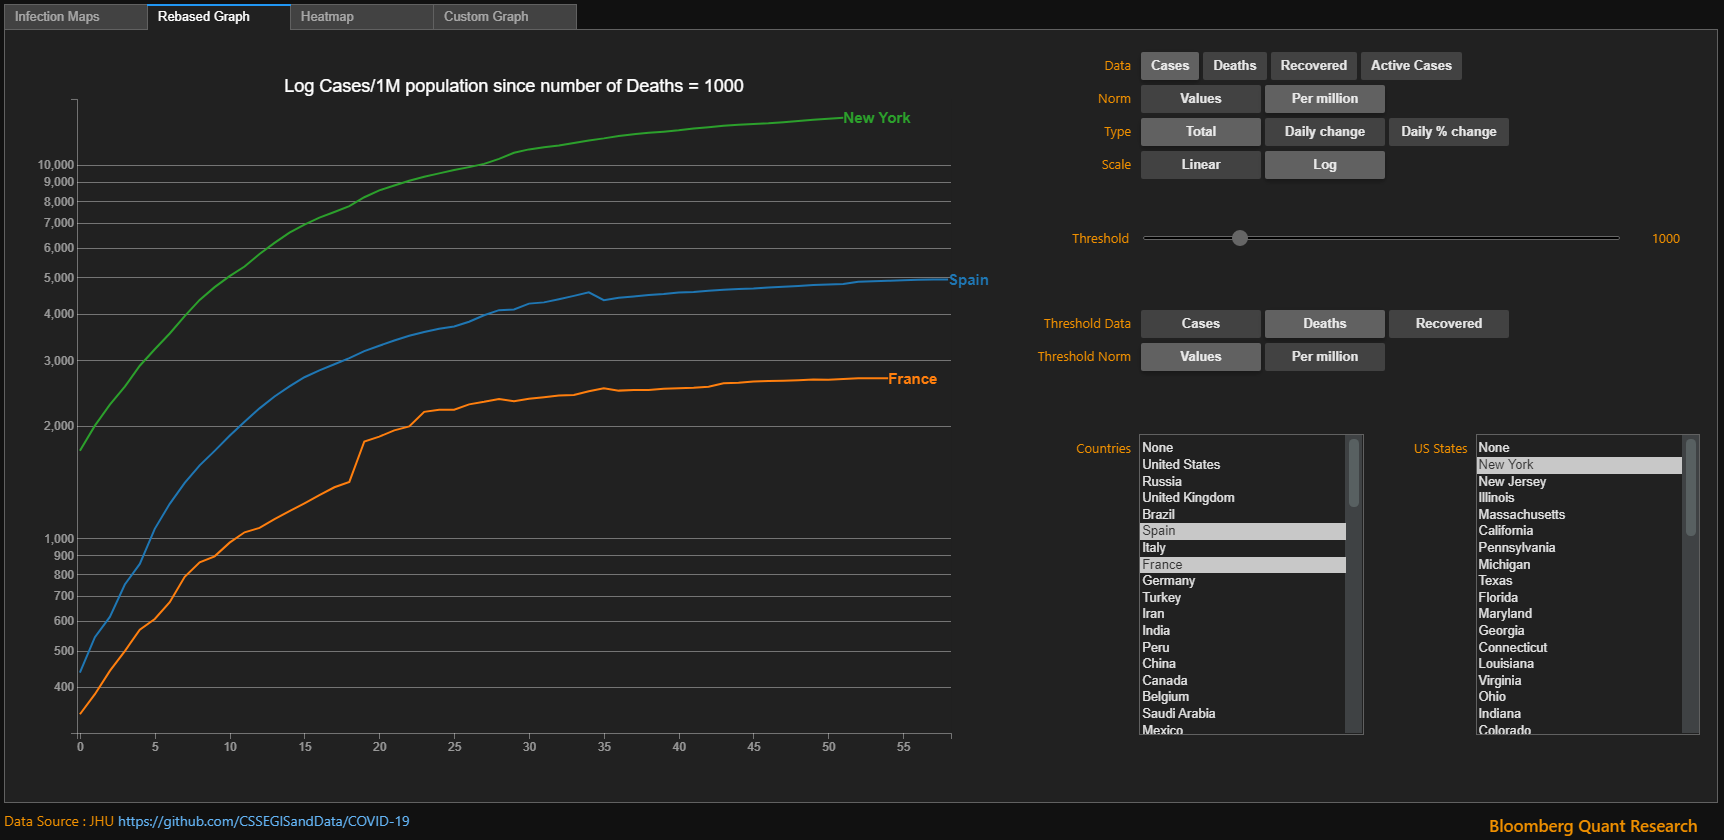 Infection Maps Rebased Graph Heatmap Custom Graph
Log Cases/1M population since number of Deaths = 1000
New York
Spain
France
10,000
9,000
8,000
7,000
6,000
5,000
4,000
3,000
2,000
1,000
900
800
700
600
500
400
0 5 10 15 20 25 30 35 40 45 50 55
Data Cases Deaths Recovered Active Cases
Norm Values Per million
Type Total Daily change Daily % change
Scale Linear Log
Threshold 1000
Threshold Data Cases Deaths Recovered
Threshold Norm Values Per million
Countries
None
United States
Russia
United Kingdom
Brazil
Spain
Italy
France
Germany
Turkey
Iran
India
Peru
China
Canada
Belgium
Saudi Arabia
Mexico
US States
None
New York
New Jersey
Illinois
Massachusetts
California
Pennsylvania
Michigan
Texas
Florida
Maryland
Georgia
Connecticut
Louisiana
Virginia
Ohio
Indiana
Colorado
Data Source : JHU https://github.com/CSSEGISandData/COVID-19
Bloomberg Quant Research